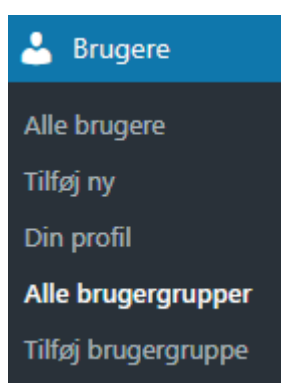 Brugere
Alle brugere
Tilføj ny
Din profil
Alle brugergrupper
Tilføj brugergruppe